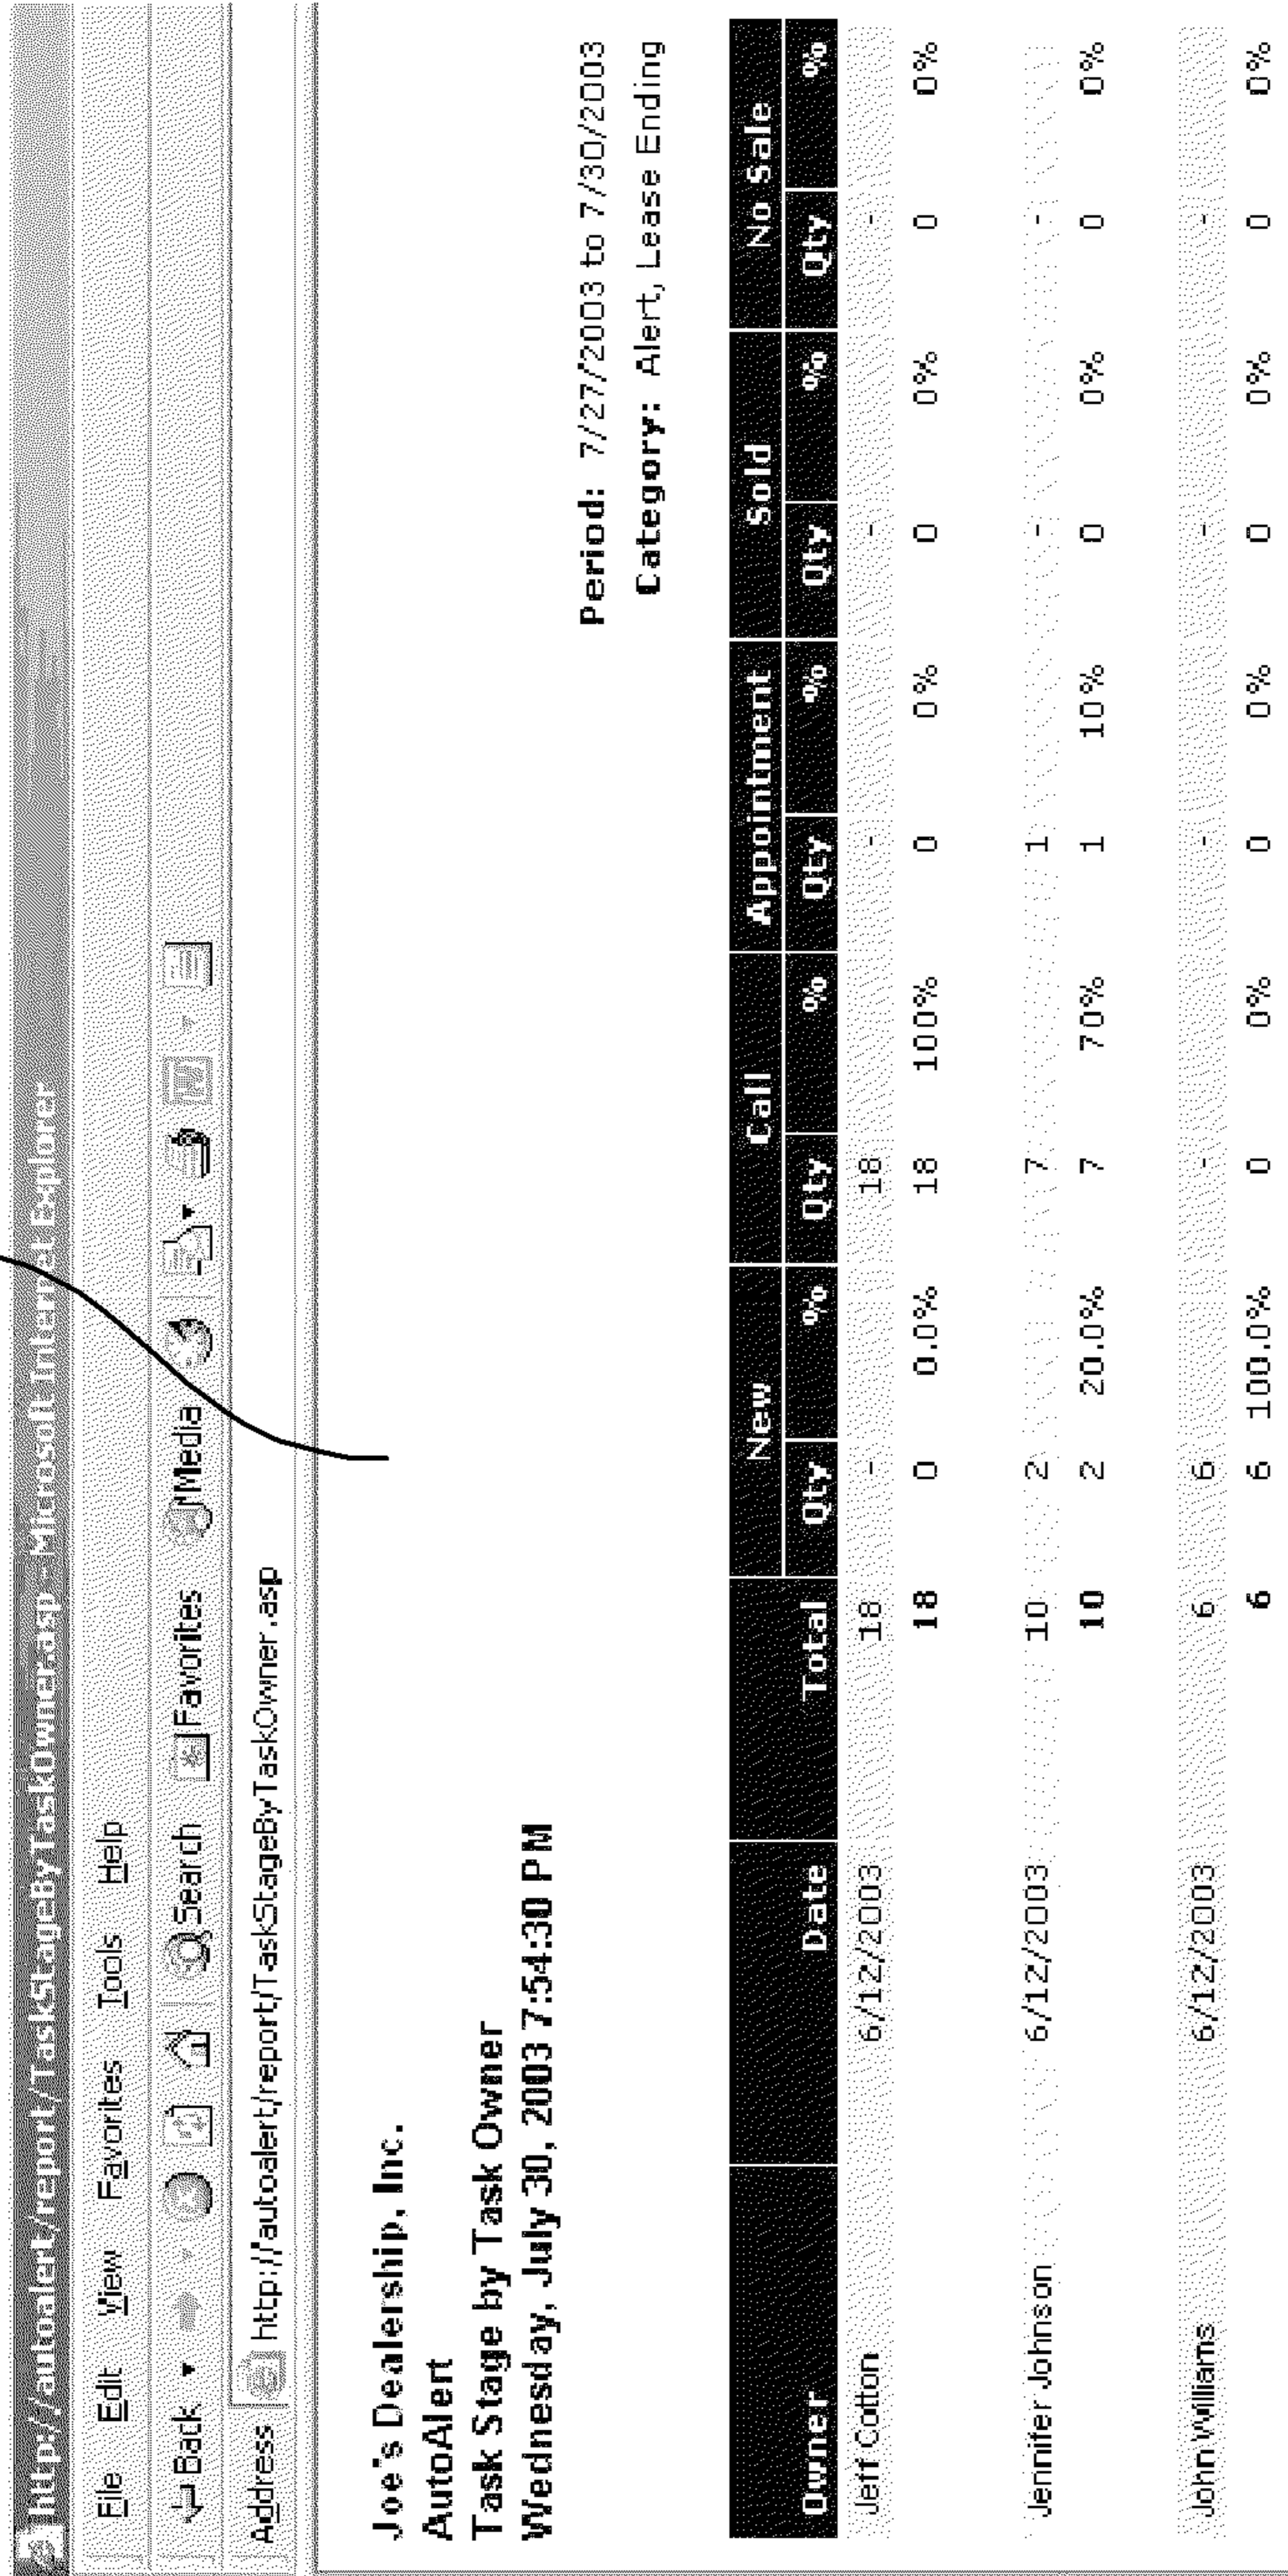 http://autoalert/report/TaskStageByTaskOwner.asp - Microsoft Internet Explorer
File Edit View Favorites Tools Help
Back Search Favorites Media
Address http://autoalert/report/TaskStageByTaskOwner.asp
Joe's Dealership, Inc.
AutoAlert
Task Stage by Task Owner
Wednesday, July 30, 2003 7:54:30 PM
Period: 7/27/2003 to 7/30/2003
Category: Alert, Lease Ending
New Call Appointment Sold No Sale
Owner Date Total Qty % Qty % Qty % Qty % Qty %
Jeff Cotton 6/12/2003 18 - 18 - - -
18 0 0.0% 18 100% 0 0% 0 0% 0 0%
Jennifer Johnson 6/12/2003 10 2 7 1 - -
10 2 20.0% 7 70% 1 10% 0 0% 0 0%
John Williams 6/12/2003 6 6 - - - -
6 6 100.0% 0 0% 0 0% 0 0% 0 0%